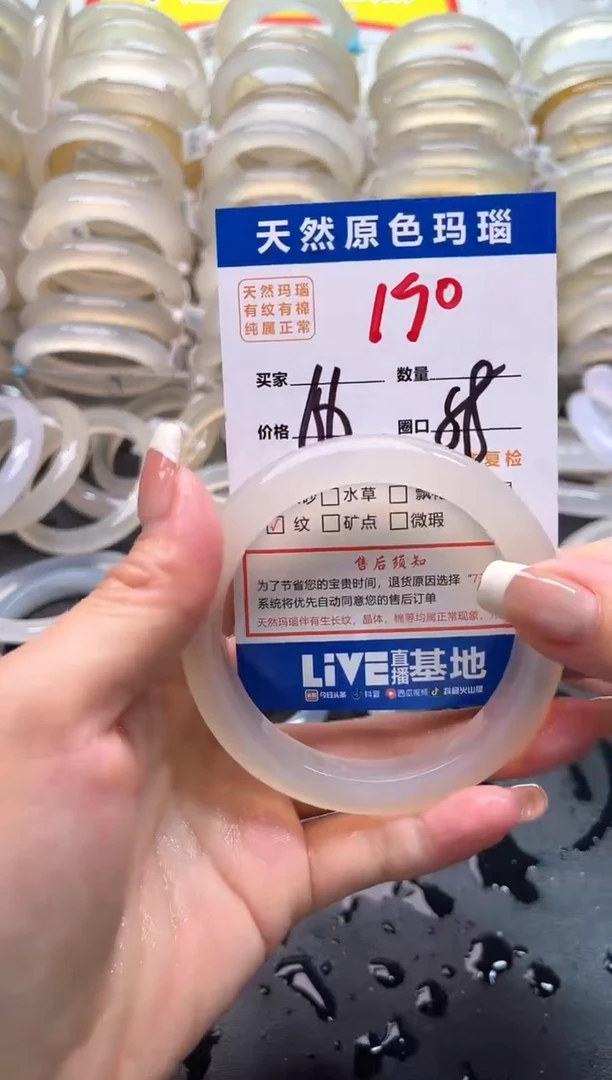 天然原色玛瑙
天然玛瑙
有纹有棉
纯属正常
190
买家
数量
价格
圈口 58
复检
水草
纹 矿点 微瑕
售后须知
为了节省您的宝贵时间，退货原因选择"7
系统将优先自动同意您的售后订单
天然玛瑙伴有生长纹，晶体，棉等均属正常现象，
LiVE 直播 基地
今日头条 抖音 西瓜视频 抖音火山版